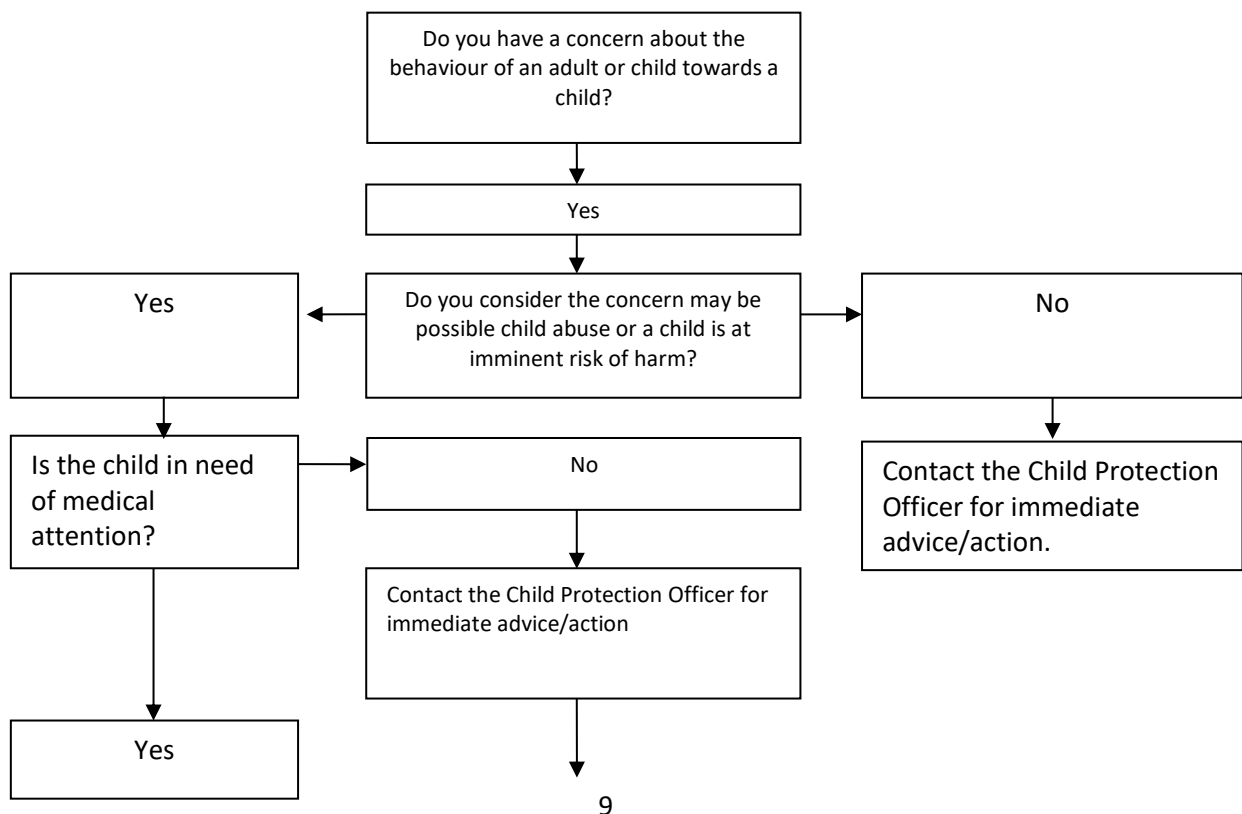 Do you have a concern about the
behaviour of an adult or child towards a
child?
Yes
Yes
Do you consider the concern may be
possible child abuse or a child is at
imminent risk of harm?
No
Is the child in need
of medical
attention?
No
Contact the Child Protection
Officer for immediate
advice/action.
Contact the Child Protection Officer for
immediate advice/action
Yes
9